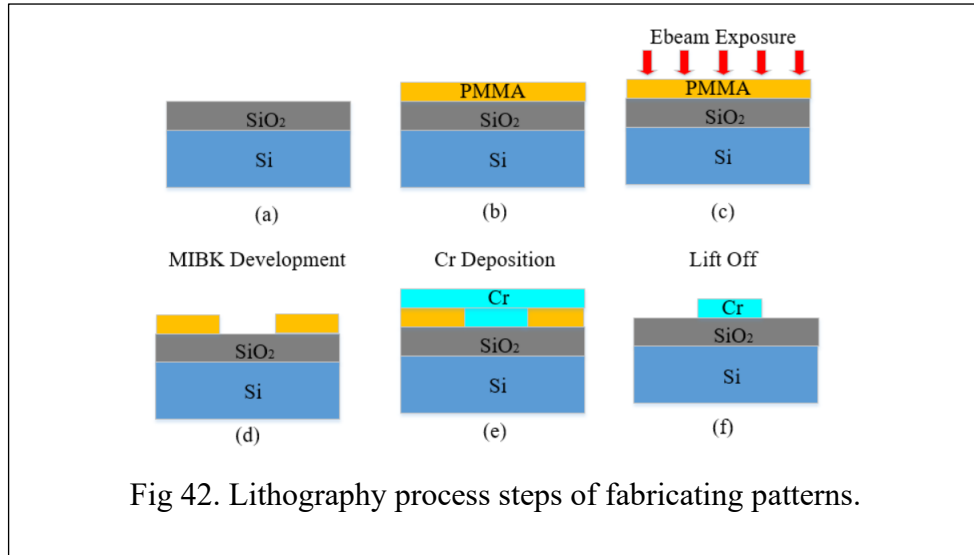 Ebeam Exposure
SiO₂
Si
(a)
PMMA
SiO₂
Si
(b)
PMMA
SiO₂
Si
(c)
MIBK Development
SiO₂
Si
(d)
Cr Deposition
Cr
SiO₂
Si
(e)
Lift Off
Cr
SiO₂
Si
(f)
Fig 42. Lithography process steps of fabricating patterns.